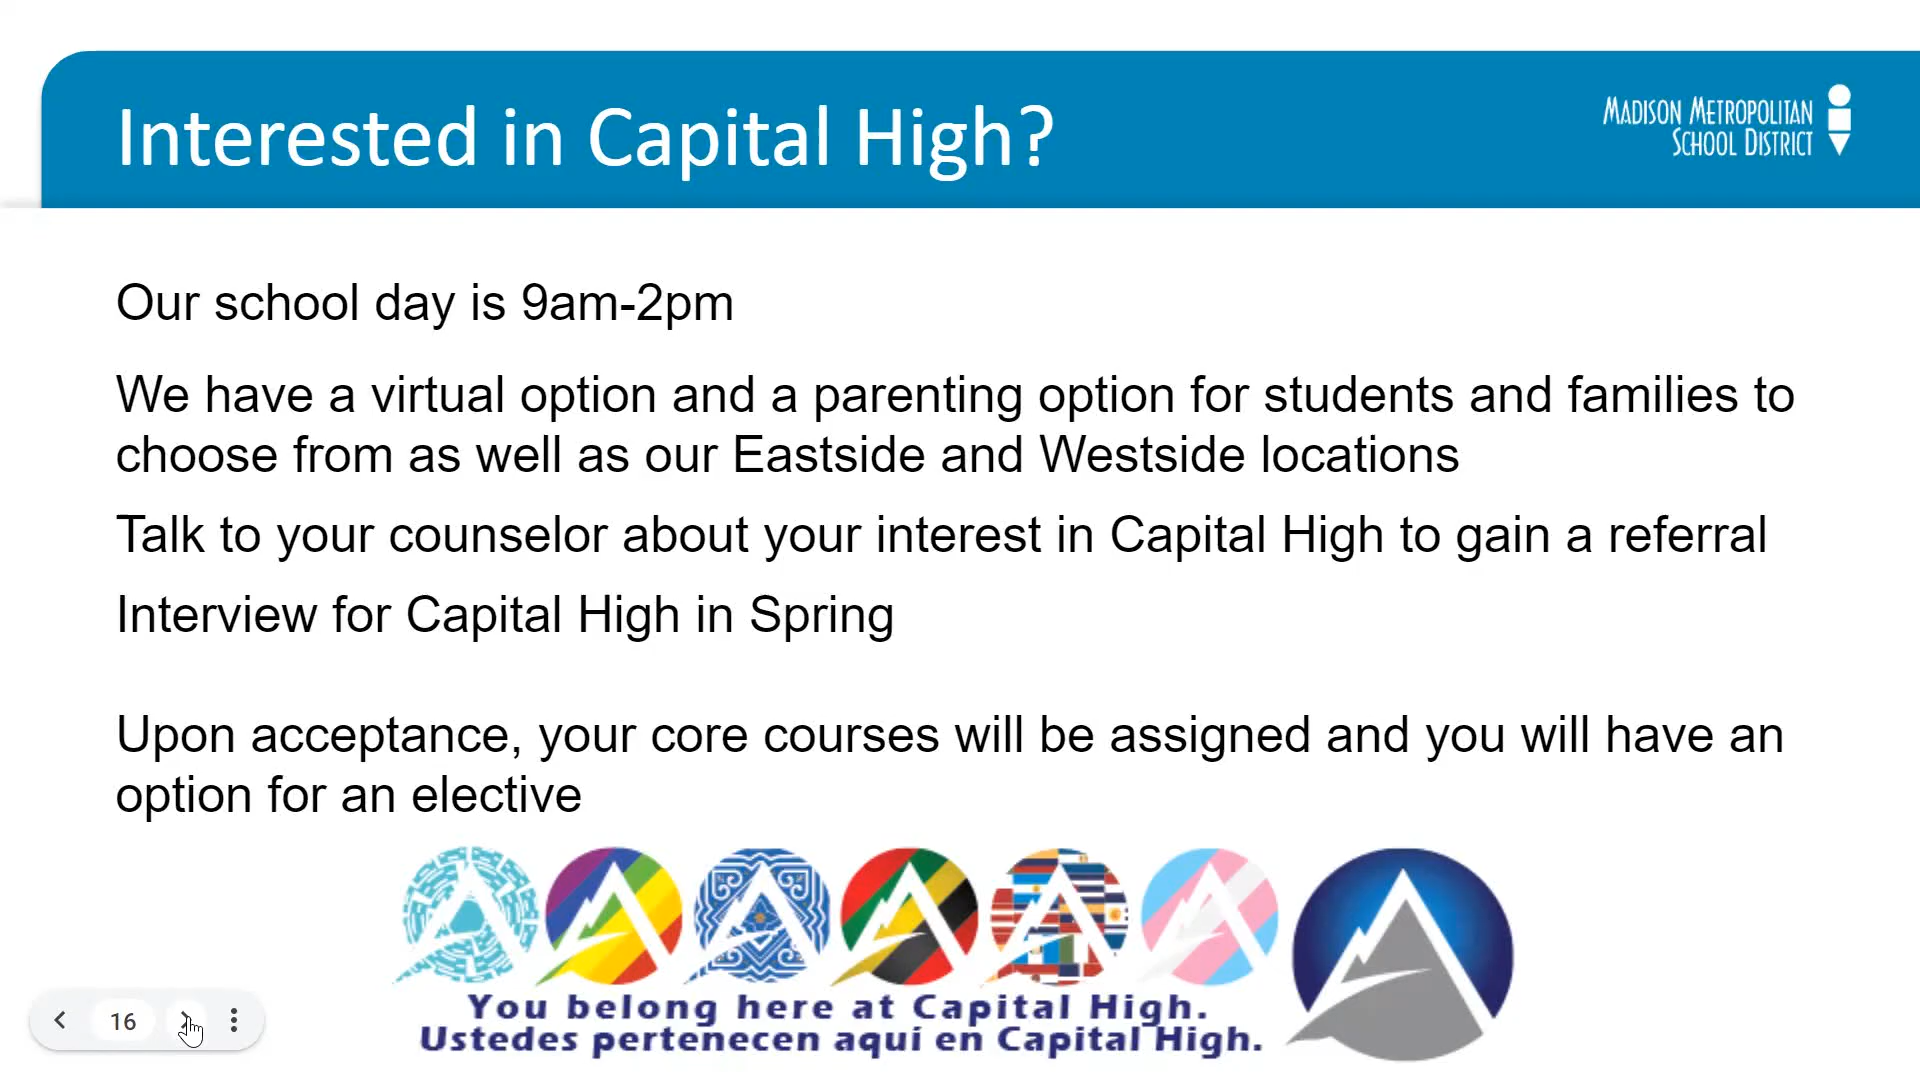 Interested in Capital High?
MADISON METROPOLITAN
SCHOOL DISTRICT
Our school day is 9am-2pm
We have a virtual option and a parenting option for students and families to
choose from as well as our Eastside and Westside locations
Talk to your counselor about your interest in Capital High to gain a referral
Interview for Capital High in Spring
Upon acceptance, your core courses will be assigned and you will have an
option for an elective
You belong here at Capital High.
Ustedes pertenecen aquí en Capital High.
16